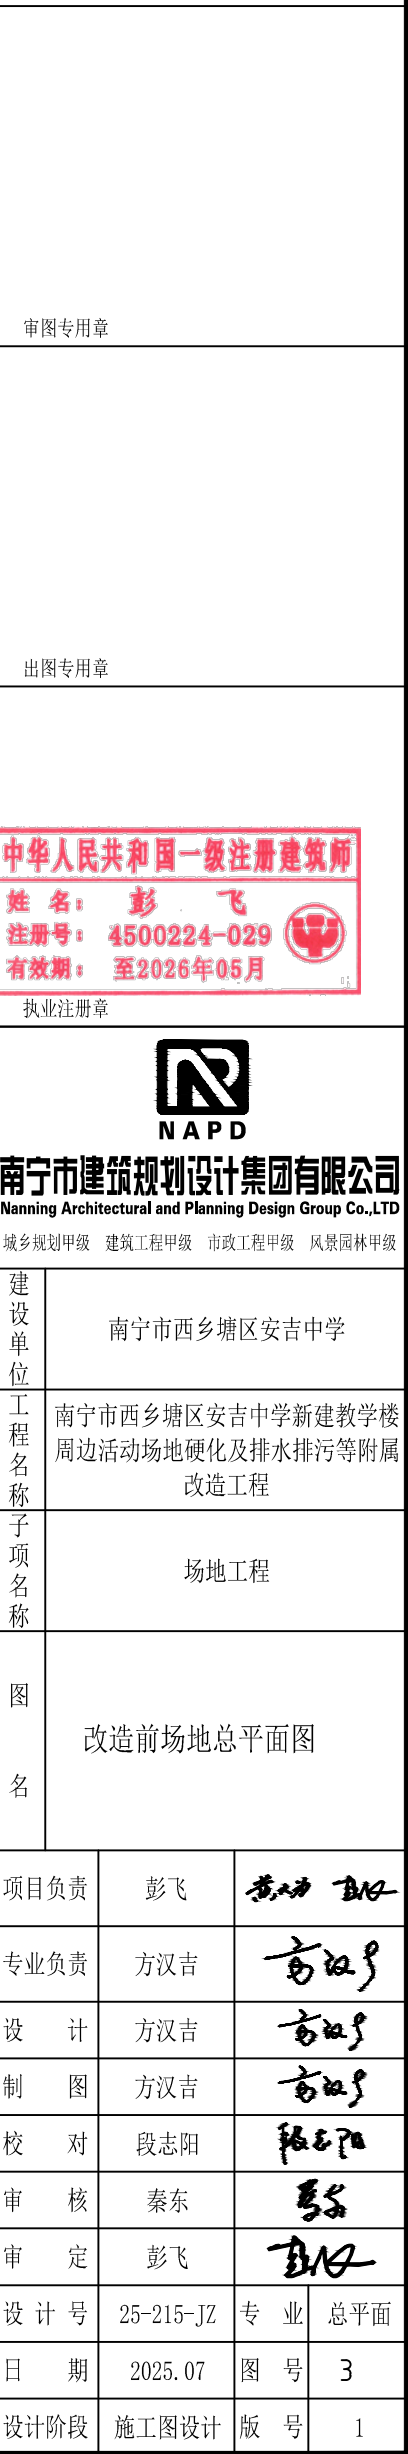 审图专用章
出图专用章
中华人民共和国一级注册建筑师
姓 名： 彭 飞
注册号： 4500224-029
有效期： 至2026年05月
执业注册章
NAPD
南宁市建筑规划设计集团有限公司
Nanning Architectural and Planning Design Group Co.,LTD
城乡规划甲级 建筑工程甲级 市政工程甲级 风景园林甲级
建设单位 南宁市西乡塘区安吉中学
工程名称 南宁市西乡塘区安吉中学新建教学楼
周边活动场地硬化及排水排污等附属
改造工程
子项名称 场地工程
图名 改造前场地总平面图
项目负责 彭飞
专业负责 方汉吉
设计 方汉吉
制图 方汉吉
校对 段志阳 段志阳
审核 秦东
审定 彭飞
设计号 25-215-JZ 专业 总平面
日期 2025.07 图号 3
设计阶段 施工图设计 版号 1